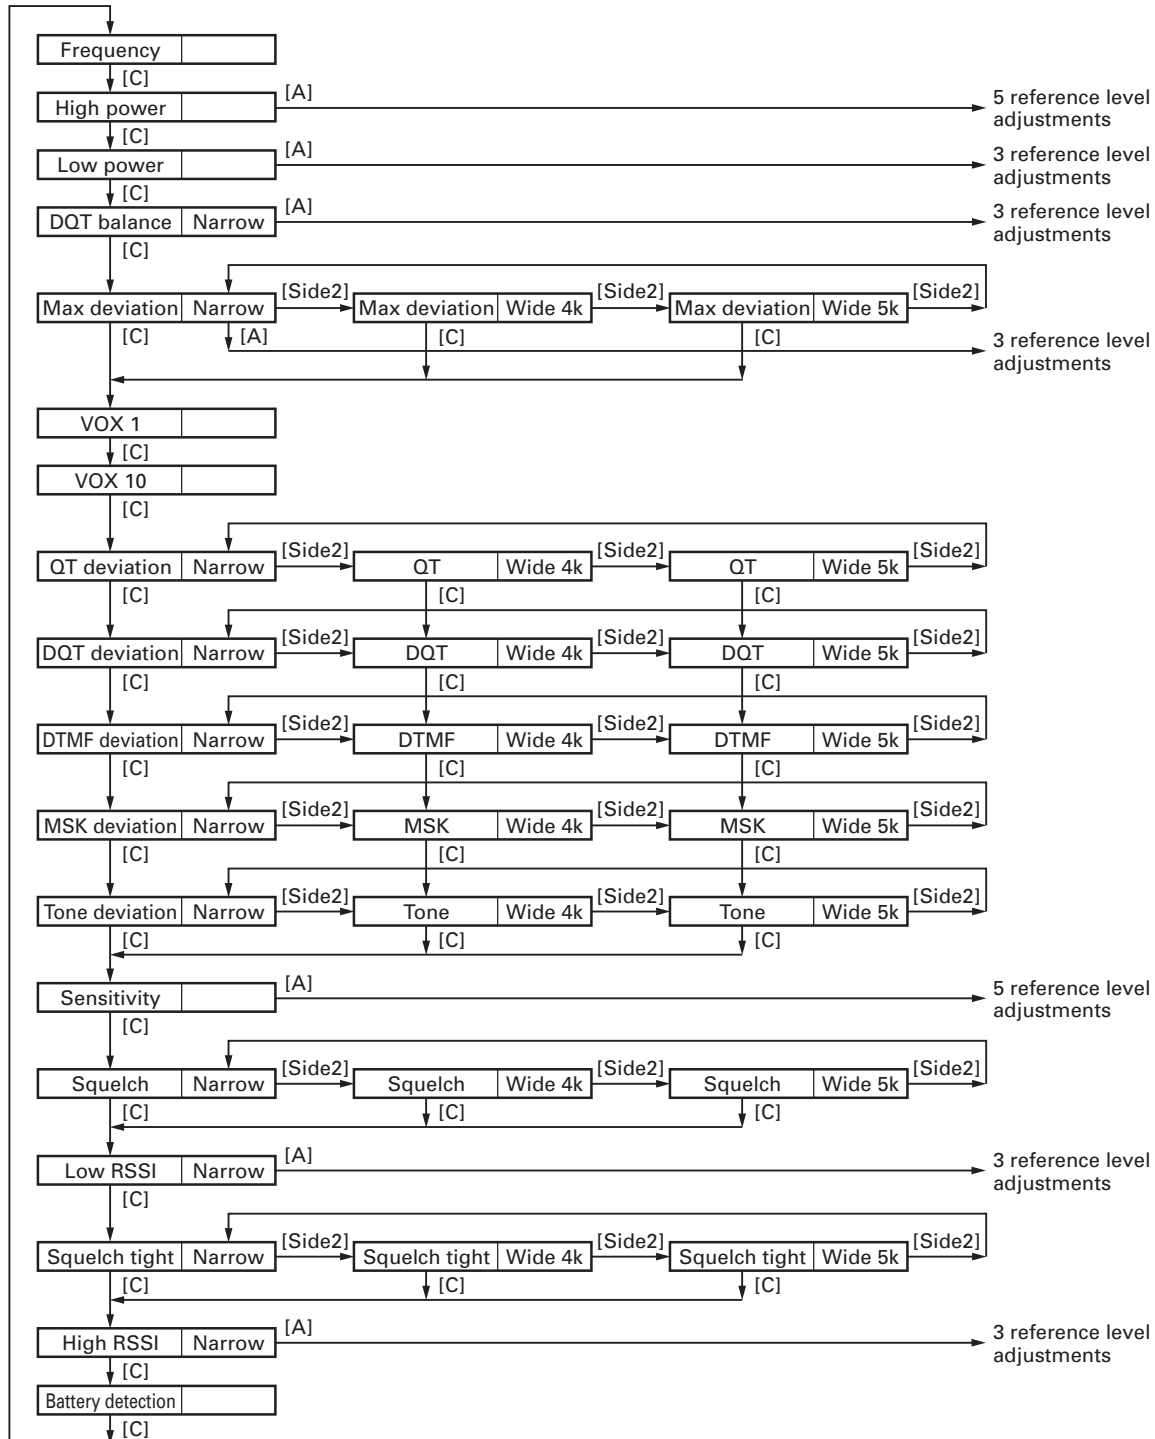 Frequency
[C]
High power [A] 5 reference level
adjustments
[C]
Low power [A] 3 reference level
adjustments
[C]
DQT balance Narrow [A] 3 reference level
adjustments
[C]
Max deviation Narrow [Side2] Max deviation Wide 4k [Side2] Max deviation Wide 5k [Side2]
[C] [A] [C] [C] 3 reference level
adjustments
VOX 1
[C]
VOX 10
[C]
QT deviation Narrow [Side2] QT Wide 4k [Side2] QT Wide 5k [Side2]
[C] [C] [C]
DQT deviation Narrow [Side2] DQT Wide 4k [Side2] DQT Wide 5k [Side2]
[C] [C] [C]
DTMF deviation Narrow [Side2] DTMF Wide 4k [Side2] DTMF Wide 5k [Side2]
[C] [C] [C]
MSK deviation Narrow [Side2] MSK Wide 4k [Side2] MSK Wide 5k [Side2]
[C] [C] [C]
Tone deviation Narrow [Side2] Tone Wide 4k [Side2] Tone Wide 5k [Side2]
[C] [C] [C]
Sensitivity [A] 5 reference level
adjustments
[C]
Squelch Narrow [Side2] Squelch Wide 4k [Side2] Squelch Wide 5k [Side2]
[C] [C] [C]
Low RSSI Narrow [A] 3 reference level
adjustments
[C]
Squelch tight Narrow [Side2] Squelch tight Wide 4k [Side2] Squelch tight Wide 5k [Side2]
[C] [C] [C]
High RSSI Narrow [A] 3 reference level
adjustments
[C]
Battery detection
[C]